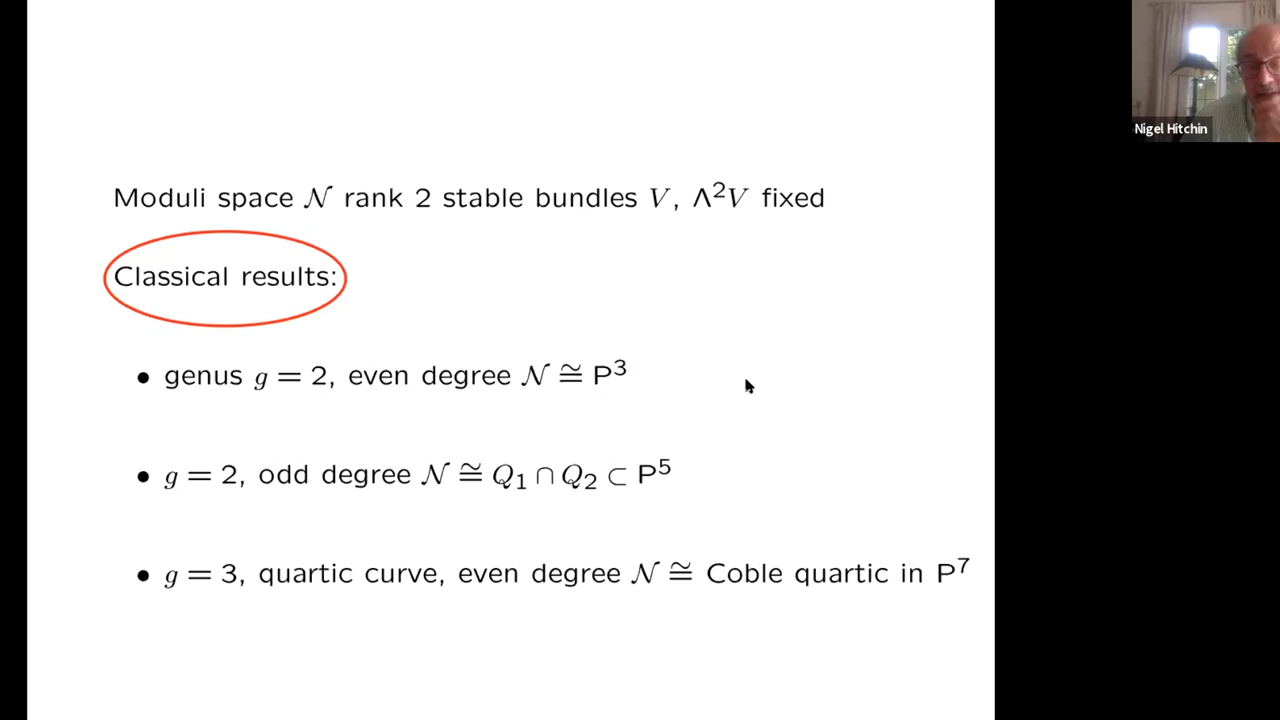 Moduli space 𝒩 rank 2 stable bundles V, Λ²V fixed
Classical results:
• genus g = 2, even degree 𝒩 ≅ P³
• g = 2, odd degree 𝒩 ≅ Q₁ ∩ Q₂ ⊂ P⁵
• g = 3, quartic curve, even degree 𝒩 ≅ Coble quartic in P⁷
Nigel Hitchin